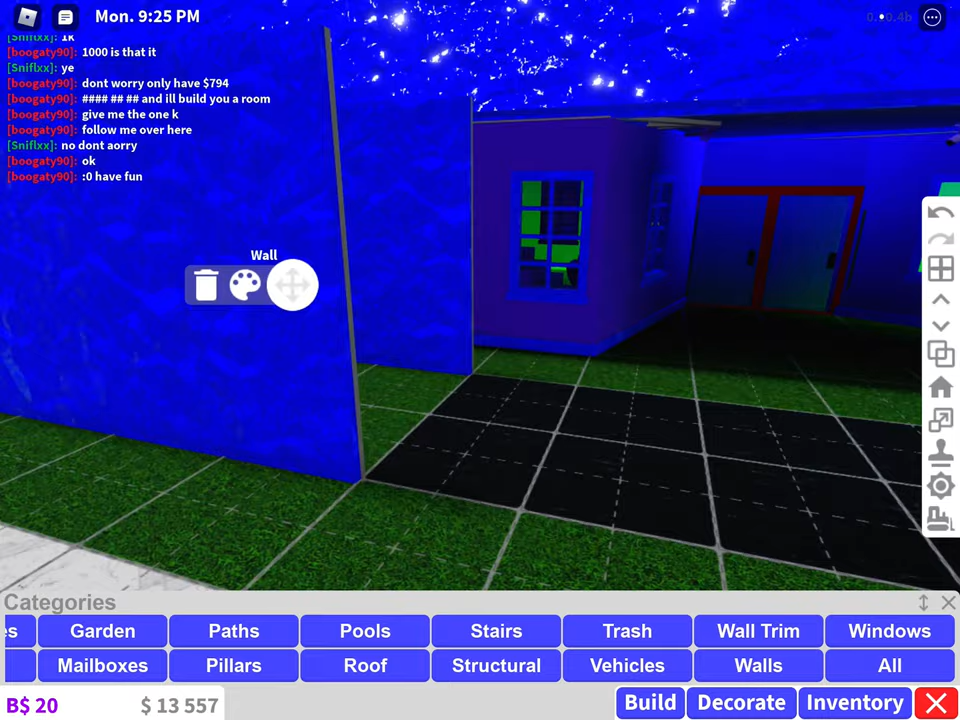 Mon. 9:25 PM
[Sniflxx]: 1k
[boogaty90]: 1000 is that it
[Sniflxx]: ye
[boogaty90]: dont worry only have $794
[boogaty90]: #### ## ## and ill build you a room
[boogaty90]: give me the one k
[boogaty90]: follow me over here
[Sniflxx]: no dont aorry
[boogaty90]: ok
[boogaty90]: :0 have fun
Wall
Categories
es Garden Paths Pools Stairs Trash Wall Trim Windows
Mailboxes Pillars Roof Structural Vehicles Walls All
B$ 20 $ 13 557 Build Decorate Inventory